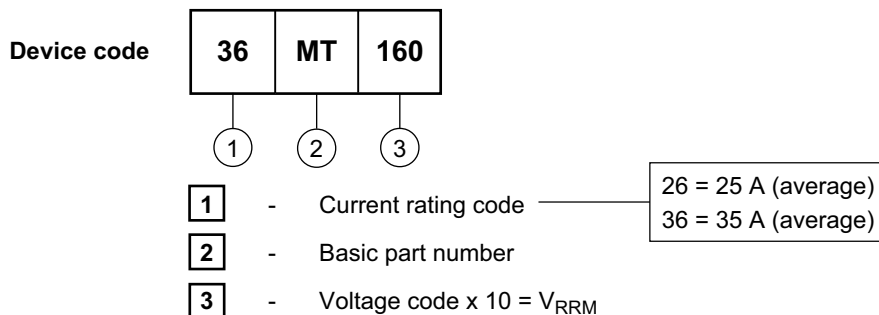 Device code 36 MT 160
1 2 3
1 - Current rating code
26 = 25 A (average)
36 = 35 A (average)
2 - Basic part number
3 - Voltage code x 10 = VRRM